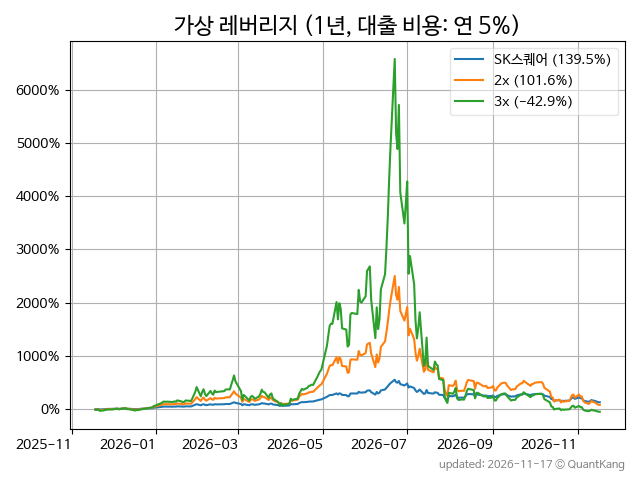 가상 레버리지 (1년, 대출 비용: 연 5%)
SK스퀘어 (139.5%)
2x (101.6%)
3x (−42.9%)
6000%
5000%
4000%
3000%
2000%
1000%
0%
2025-11 2026-01 2026-03 2026-05 2026-07 2026-09 2026-11
updated: 2026-11-17 © QuantKang